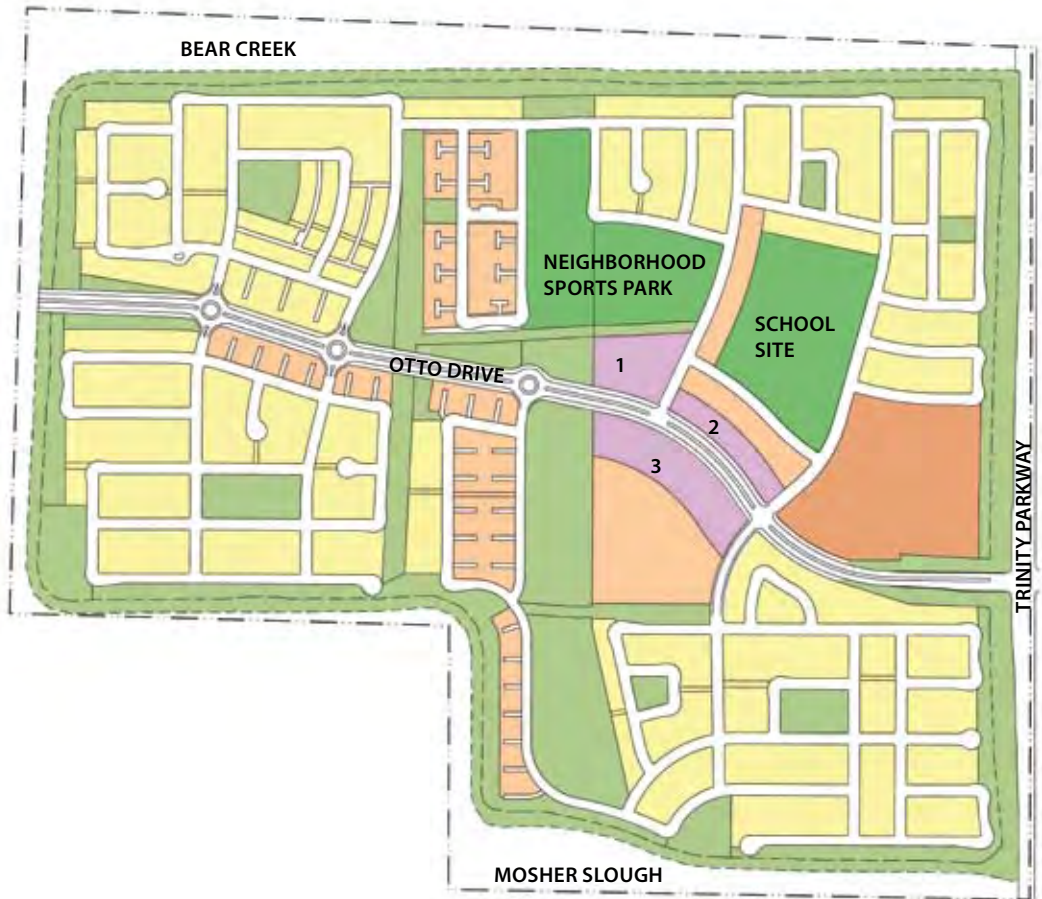 BEAR CREEK
NEIGHBORHOOD
SPORTS PARK
SCHOOL
SITE
OTTO DRIVE
1
2
3
TRINITY PARKWAY
MOSHER SLOUGH